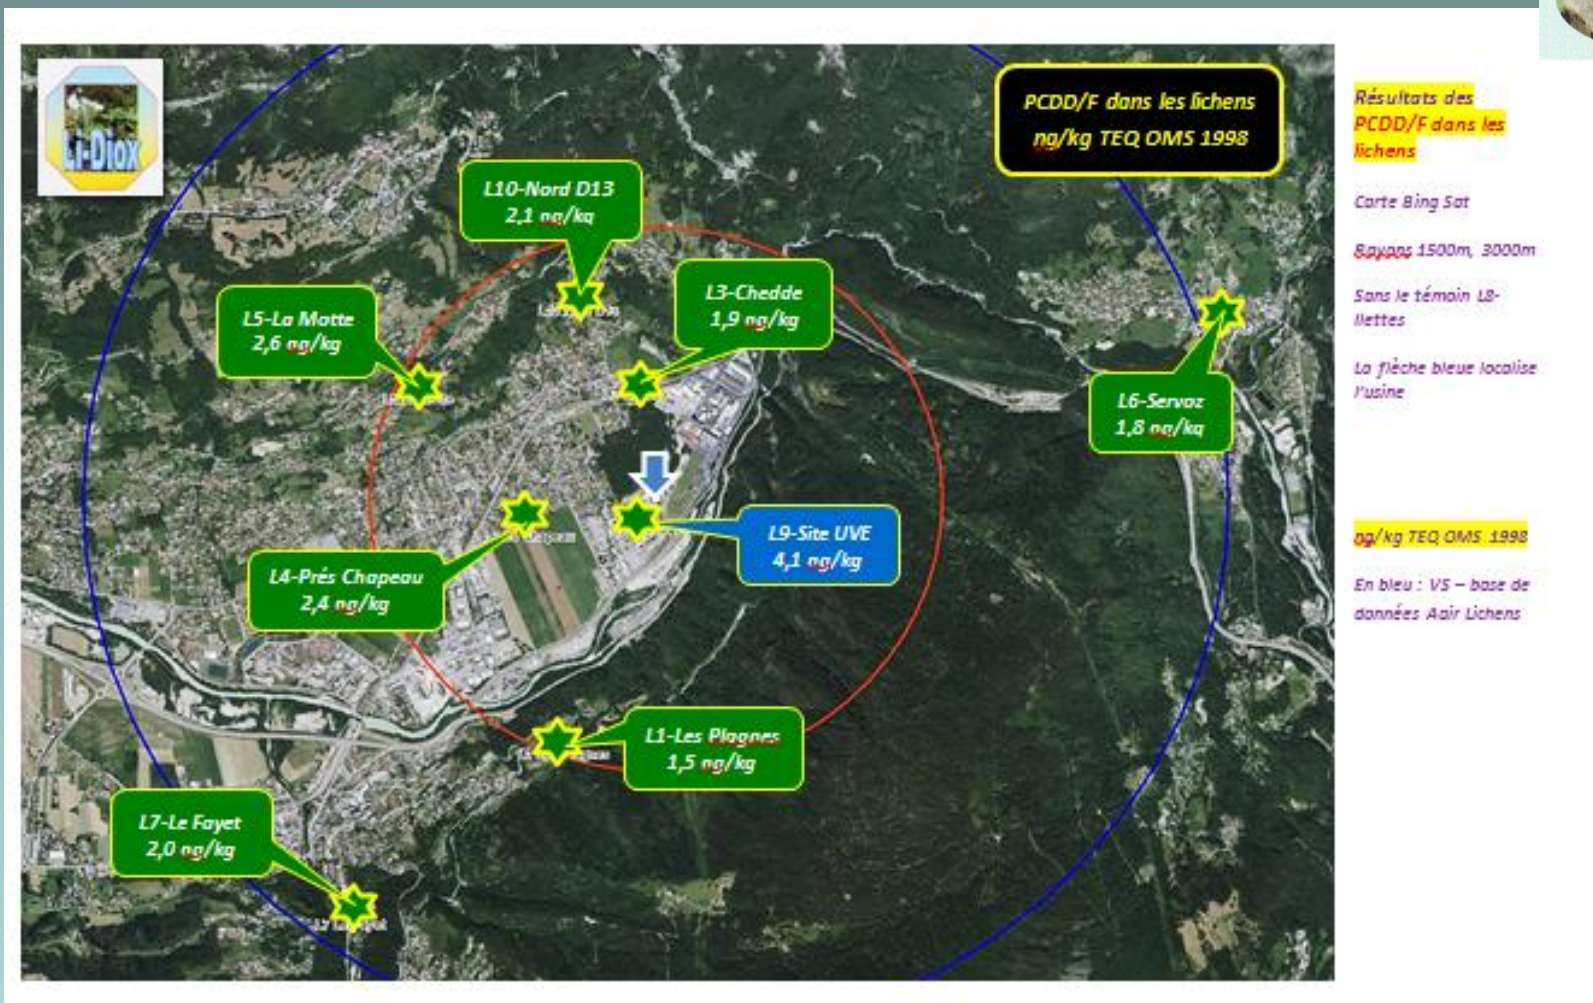 Li-Diox
PCDD/F dans les lichens
ng/kg TEQ OMS 1998
L10-Nord D13
2,1 ng/kg
L3-Chedde
1,9 ng/kg
L5-La Motte
2,6 ng/kg
L6-Servoz
1,8 ng/kg
L9-Site UVE
4,1 ng/kg
L4-Prés Chapeau
2,4 ng/kg
L1-Les Plagnes
1,5 ng/kg
L7-Le Fayet
2,0 ng/kg
Résultats des
PCDD/F dans les
lichens
Carte Bing Sat
Rayons 1500m, 3000m
Sans le témoin L8-
Ilettes
La flèche bleue localise
l'usine
ng/kg TEQ OMS 1998
En bleu : VS – base de
données Aair Lichens